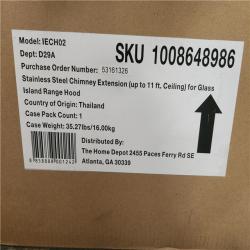 Model: IECH02
Dept: D29A
SKU 1008648986
Purchase Order Number: 53161326
Stainless Steel Chimney Extension (up to 11 ft. Ceiling) for Glass
Island Range Hood
Country of Origin: Thailand
Case Pack Count: 1
Case Weight: 35.27lbs/16.00kg
Distributed by:
The Home Depot 2455 Paces Ferry Rd SE
Atlanta, GA 30339